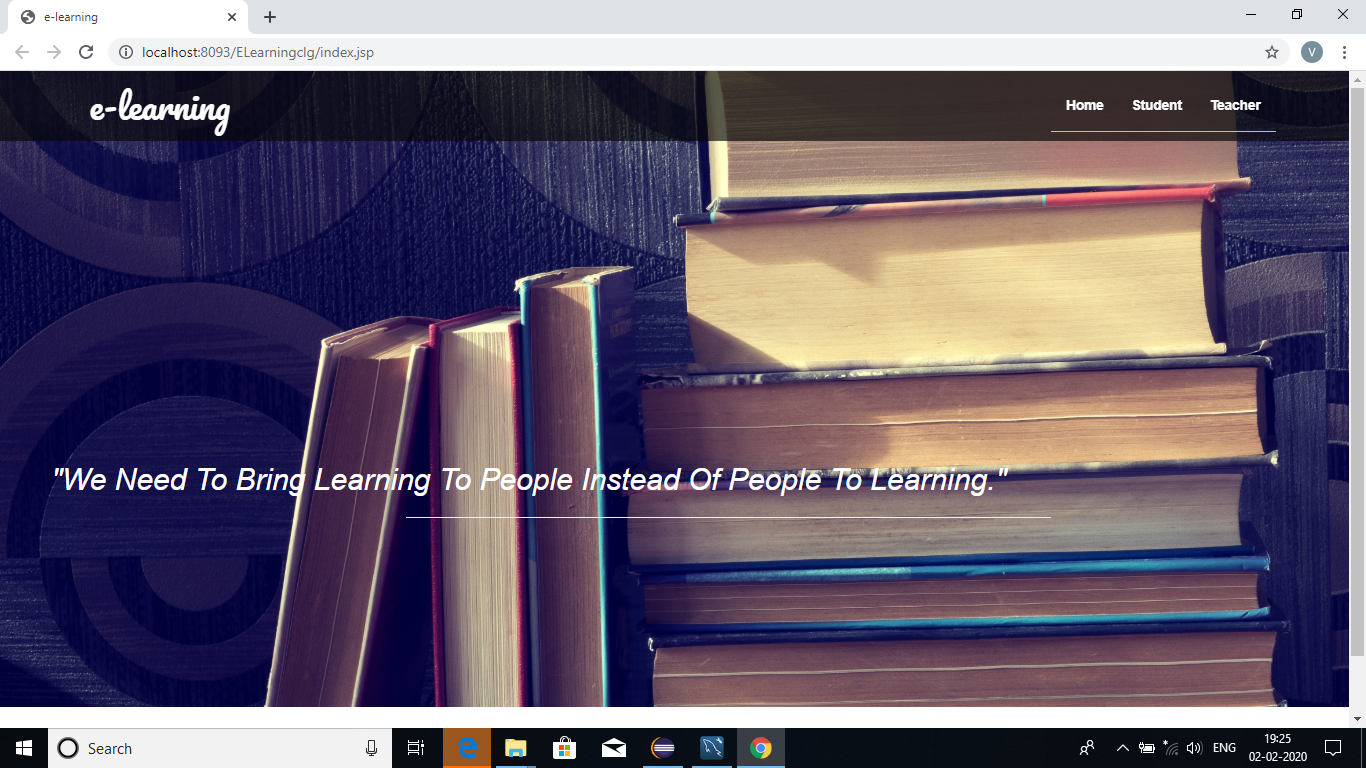 e-learning
localhost:8093/ELearningclg/index.jsp
V
e-learning
Home Student Teacher
"We Need To Bring Learning To People Instead Of People To Learning."
Search
ENG
19:25
02-02-2020